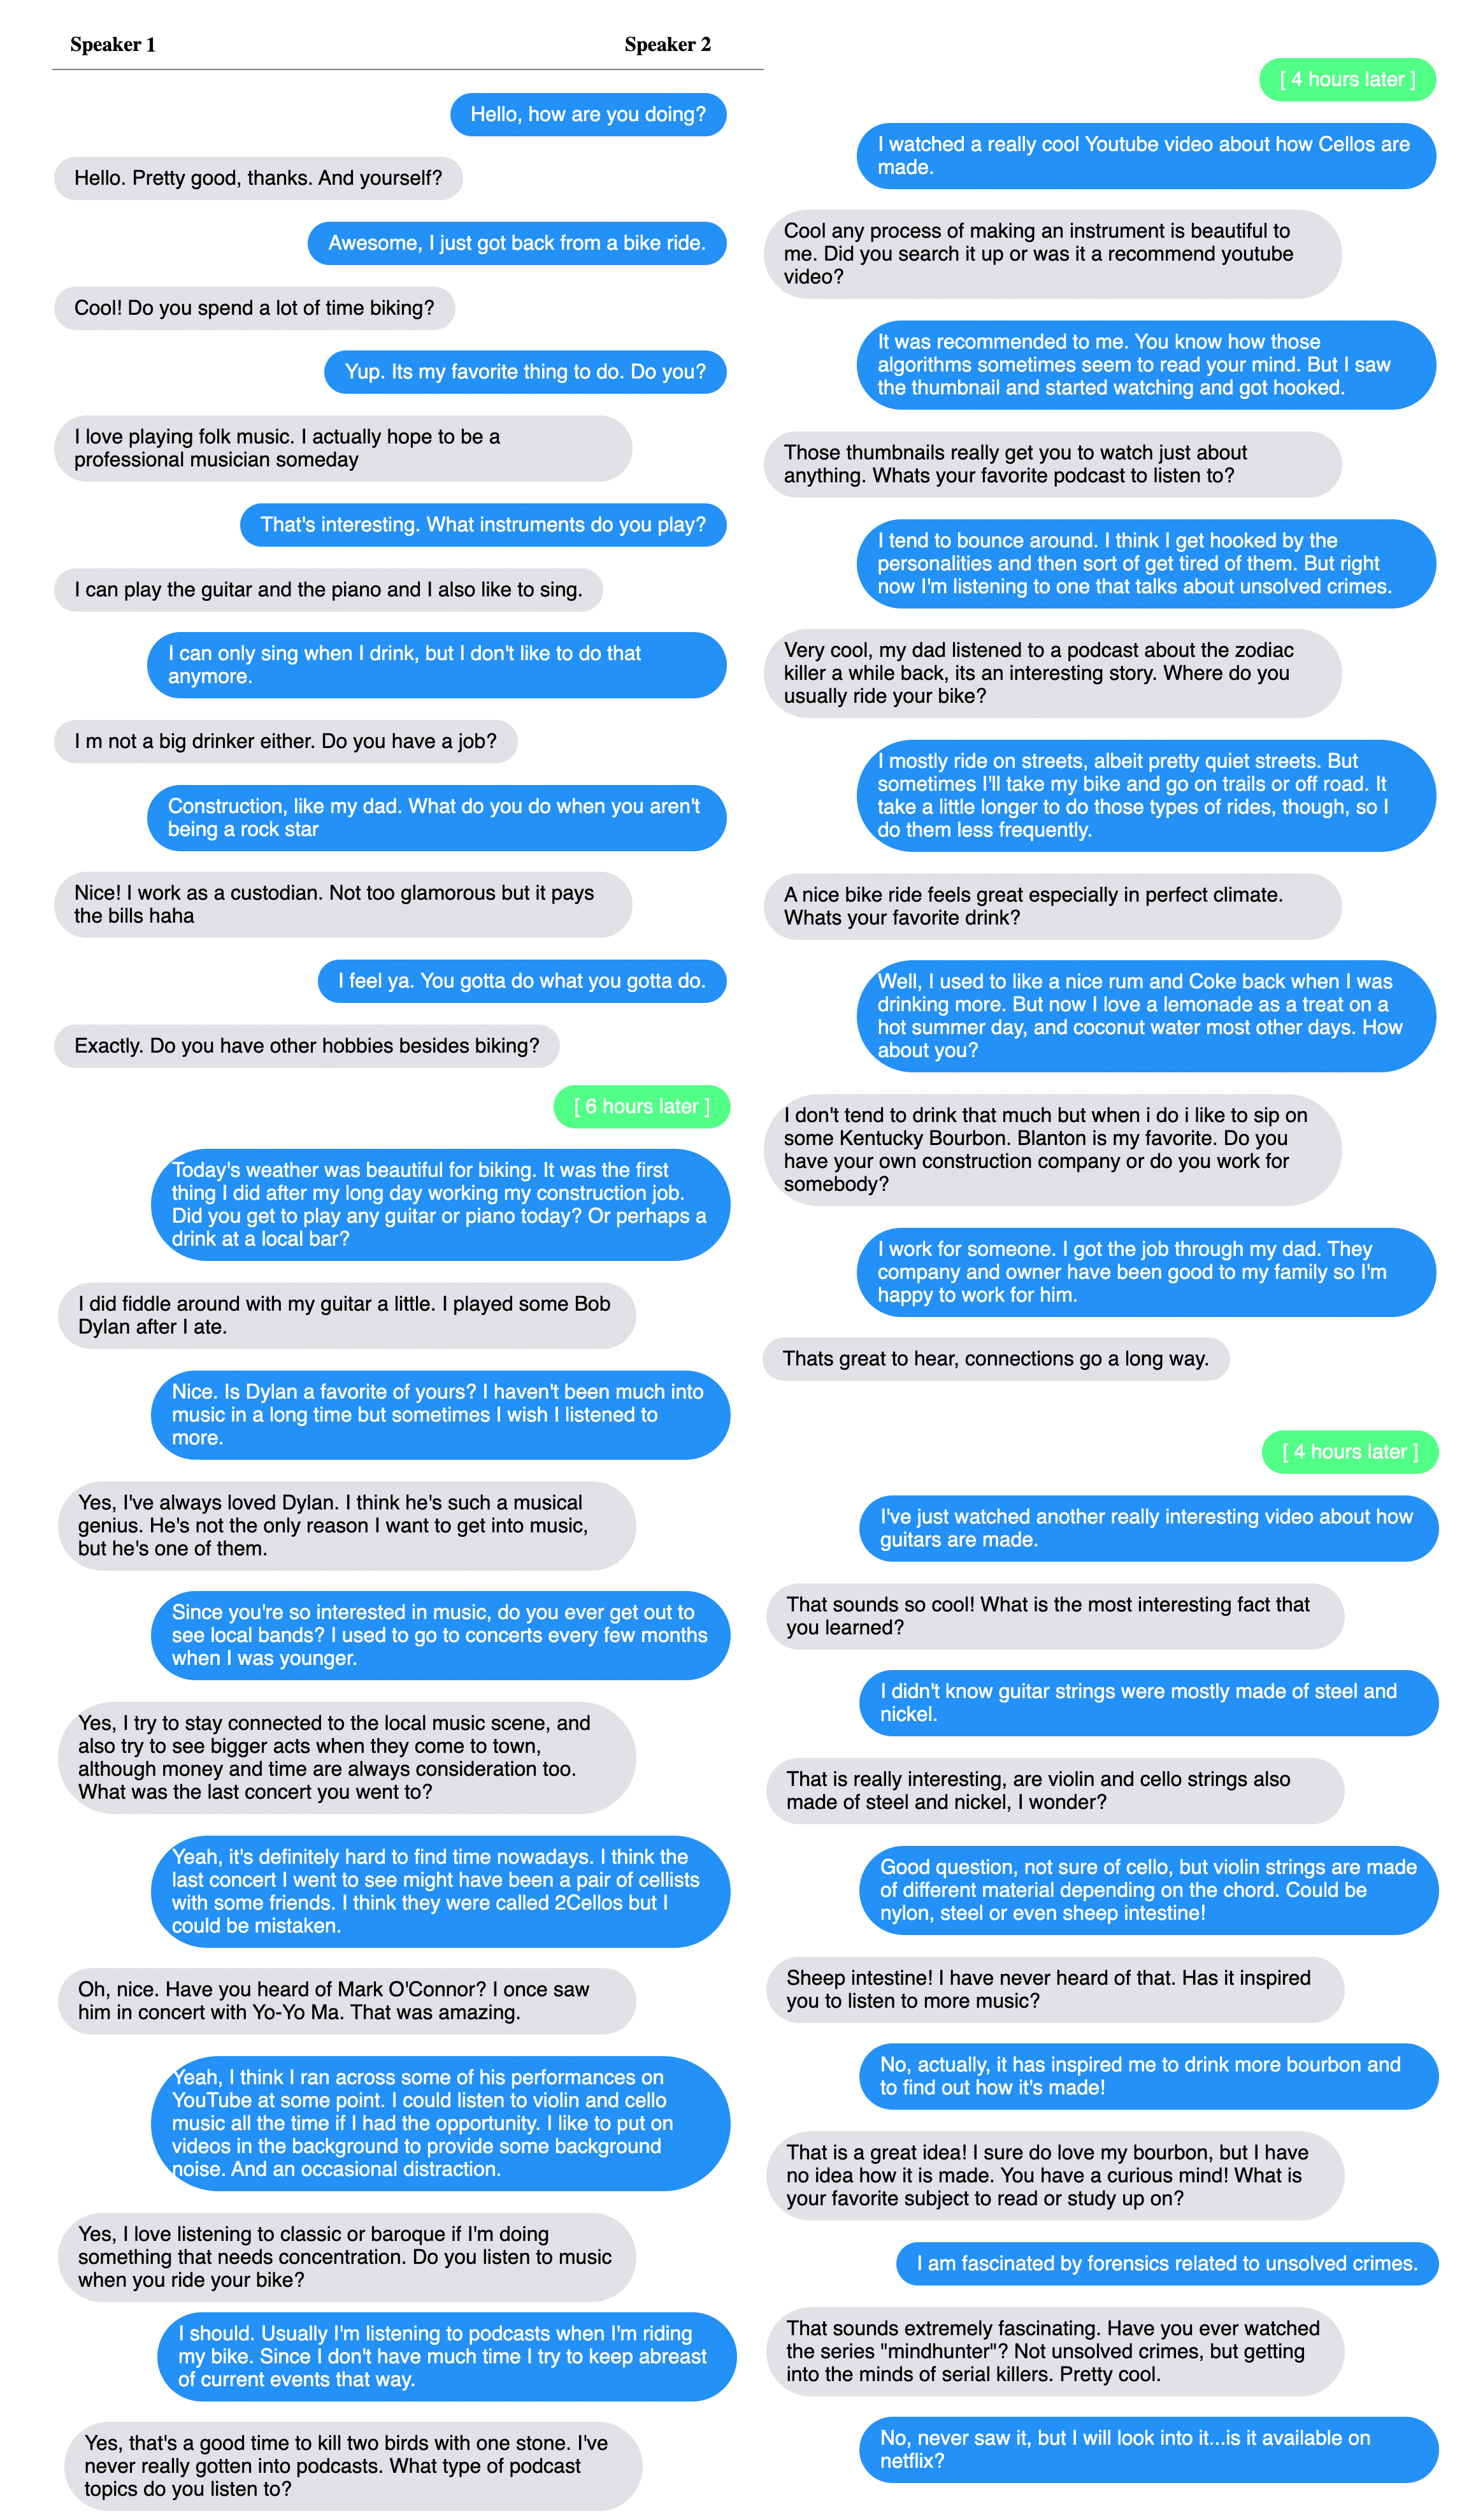 Speaker 1
Speaker 2
Hello, how are you doing?
Hello. Pretty good, thanks. And yourself?
Awesome, I just got back from a bike ride.
Cool! Do you spend a lot of time biking?
Yup. Its my favorite thing to do. Do you?
I love playing folk music. I actually hope to be a
professional musician someday
That's interesting. What instruments do you play?
I can play the guitar and the piano and I also like to sing.
I can only sing when I drink, but I don't like to do that
anymore.
I m not a big drinker either. Do you have a job?
Construction, like my dad. What do you do when you aren't
being a rock star
Nice! I work as a custodian. Not too glamorous but it pays
the bills haha
I feel ya. You gotta do what you gotta do.
Exactly. Do you have other hobbies besides biking?
[ 6 hours later ]
Today's weather was beautiful for biking. It was the first
thing I did after my long day working my construction job.
Did you get to play any guitar or piano today? Or perhaps a
drink at a local bar?
I did fiddle around with my guitar a little. I played some Bob
Dylan after I ate.
Nice. Is Dylan a favorite of yours? I haven't been much into
music in a long time but sometimes I wish I listened to
more.
Yes, I've always loved Dylan. I think he's such a musical
genius. He's not the only reason I want to get into music,
but he's one of them.
Since you're so interested in music, do you ever get out to
see local bands? I used to go to concerts every few months
when I was younger.
Yes, I try to stay connected to the local music scene, and
also try to see bigger acts when they come to town,
although money and time are always consideration too.
What was the last concert you went to?
Yeah, it's definitely hard to find time nowadays. I think the
last concert I went to see might have been a pair of cellists
with some friends. I think they were called 2Cellos but I
could be mistaken.
Oh, nice. Have you heard of Mark O'Connor? I once saw
him in concert with Yo-Yo Ma. That was amazing.
Yeah, I think I ran across some of his performances on
YouTube at some point. I could listen to violin and cello
music all the time if I had the opportunity. I like to put on
videos in the background to provide some background
noise. And an occasional distraction.
Yes, I love listening to classic or baroque if I'm doing
something that needs concentration. Do you listen to music
when you ride your bike?
I should. Usually I'm listening to podcasts when I'm riding
my bike. Since I don't have much time I try to keep abreast
of current events that way.
Yes, that's a good time to kill two birds with one stone. I've
never really gotten into podcasts. What type of podcast
topics do you listen to?
[ 4 hours later ]
I watched a really cool Youtube video about how Cellos are
made.
Cool any process of making an instrument is beautiful to
me. Did you search it up or was it a recommend youtube
video?
It was recommended to me. You know how those
algorithms sometimes seem to read your mind. But I saw
the thumbnail and started watching and got hooked.
Those thumbnails really get you to watch just about
anything. Whats your favorite podcast to listen to?
I tend to bounce around. I think I get hooked by the
personalities and then sort of get tired of them. But right
now I'm listening to one that talks about unsolved crimes.
Very cool, my dad listened to a podcast about the zodiac
killer a while back, its an interesting story. Where do you
usually ride your bike?
I mostly ride on streets, albeit pretty quiet streets. But
sometimes I'll take my bike and go on trails or off road. It
take a little longer to do those types of rides, though, so I
do them less frequently.
A nice bike ride feels great especially in perfect climate.
Whats your favorite drink?
Well, I used to like a nice rum and Coke back when I was
drinking more. But now I love a lemonade as a treat on a
hot summer day, and coconut water most other days. How
about you?
I don't tend to drink that much but when i do i like to sip on
some Kentucky Bourbon. Blanton is my favorite. Do you
have your own construction company or do you work for
somebody?
I work for someone. I got the job through my dad. They
company and owner have been good to my family so I'm
happy to work for him.
Thats great to hear, connections go a long way.
[ 4 hours later ]
I've just watched another really interesting video about how
guitars are made.
That sounds so cool! What is the most interesting fact that
you learned?
I didn't know guitar strings were mostly made of steel and
nickel.
That is really interesting, are violin and cello strings also
made of steel and nickel, I wonder?
Good question, not sure of cello, but violin strings are made
of different material depending on the chord. Could be
nylon, steel or even sheep intestine!
Sheep intestine! I have never heard of that. Has it inspired
you to listen to more music?
No, actually, it has inspired me to drink more bourbon and
to find out how it's made!
That is a great idea! I sure do love my bourbon, but I have
no idea how it is made. You have a curious mind! What is
your favorite subject to read or study up on?
I am fascinated by forensics related to unsolved crimes.
That sounds extremely fascinating. Have you ever watched
the series "mindhunter"? Not unsolved crimes, but getting
into the minds of serial killers. Pretty cool.
No, never saw it, but I will look into it...is it available on
netflix?